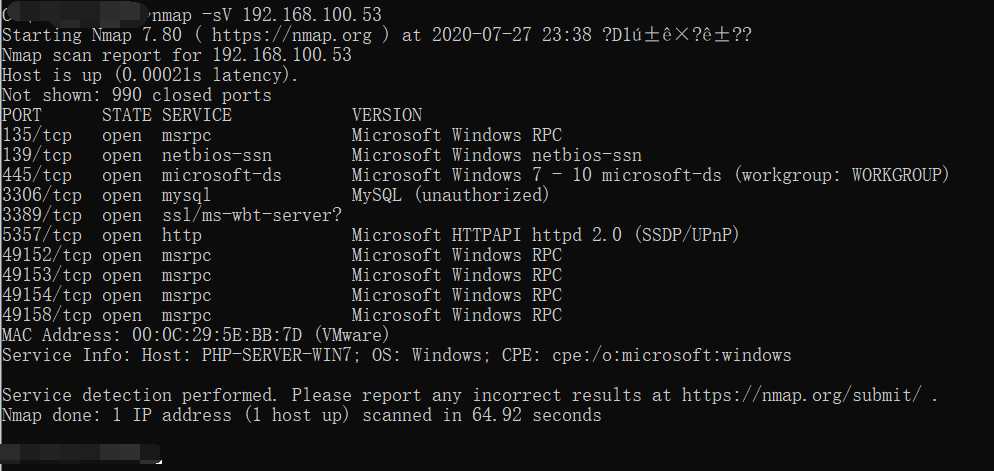 nmap -sV 192.168.100.53
Starting Nmap 7.80 ( https://nmap.org ) at 2020-07-27 23:38 ?D1ú±ê×?ê±??
Nmap scan report for 192.168.100.53
Host is up (0.00021s latency).
Not shown: 990 closed ports
PORT STATE SERVICE VERSION
135/tcp open msrpc Microsoft Windows RPC
139/tcp open netbios-ssn Microsoft Windows netbios-ssn
445/tcp open microsoft-ds Microsoft Windows 7 - 10 microsoft-ds (workgroup: WORKGROUP)
3306/tcp open mysql MySQL (unauthorized)
3389/tcp open ssl/ms-wbt-server?
5357/tcp open http Microsoft HTTPAPI httpd 2.0 (SSDP/UPnP)
49152/tcp open msrpc Microsoft Windows RPC
49153/tcp open msrpc Microsoft Windows RPC
49154/tcp open msrpc Microsoft Windows RPC
49158/tcp open msrpc Microsoft Windows RPC
MAC Address: 00:0C:29:5E:BB:7D (VMware)
Service Info: Host: PHP-SERVER-WIN7; OS: Windows; CPE: cpe:/o:microsoft:windows
Service detection performed. Please report any incorrect results at https://nmap.org/submit/ .
Nmap done: 1 IP address (1 host up) scanned in 64.92 seconds